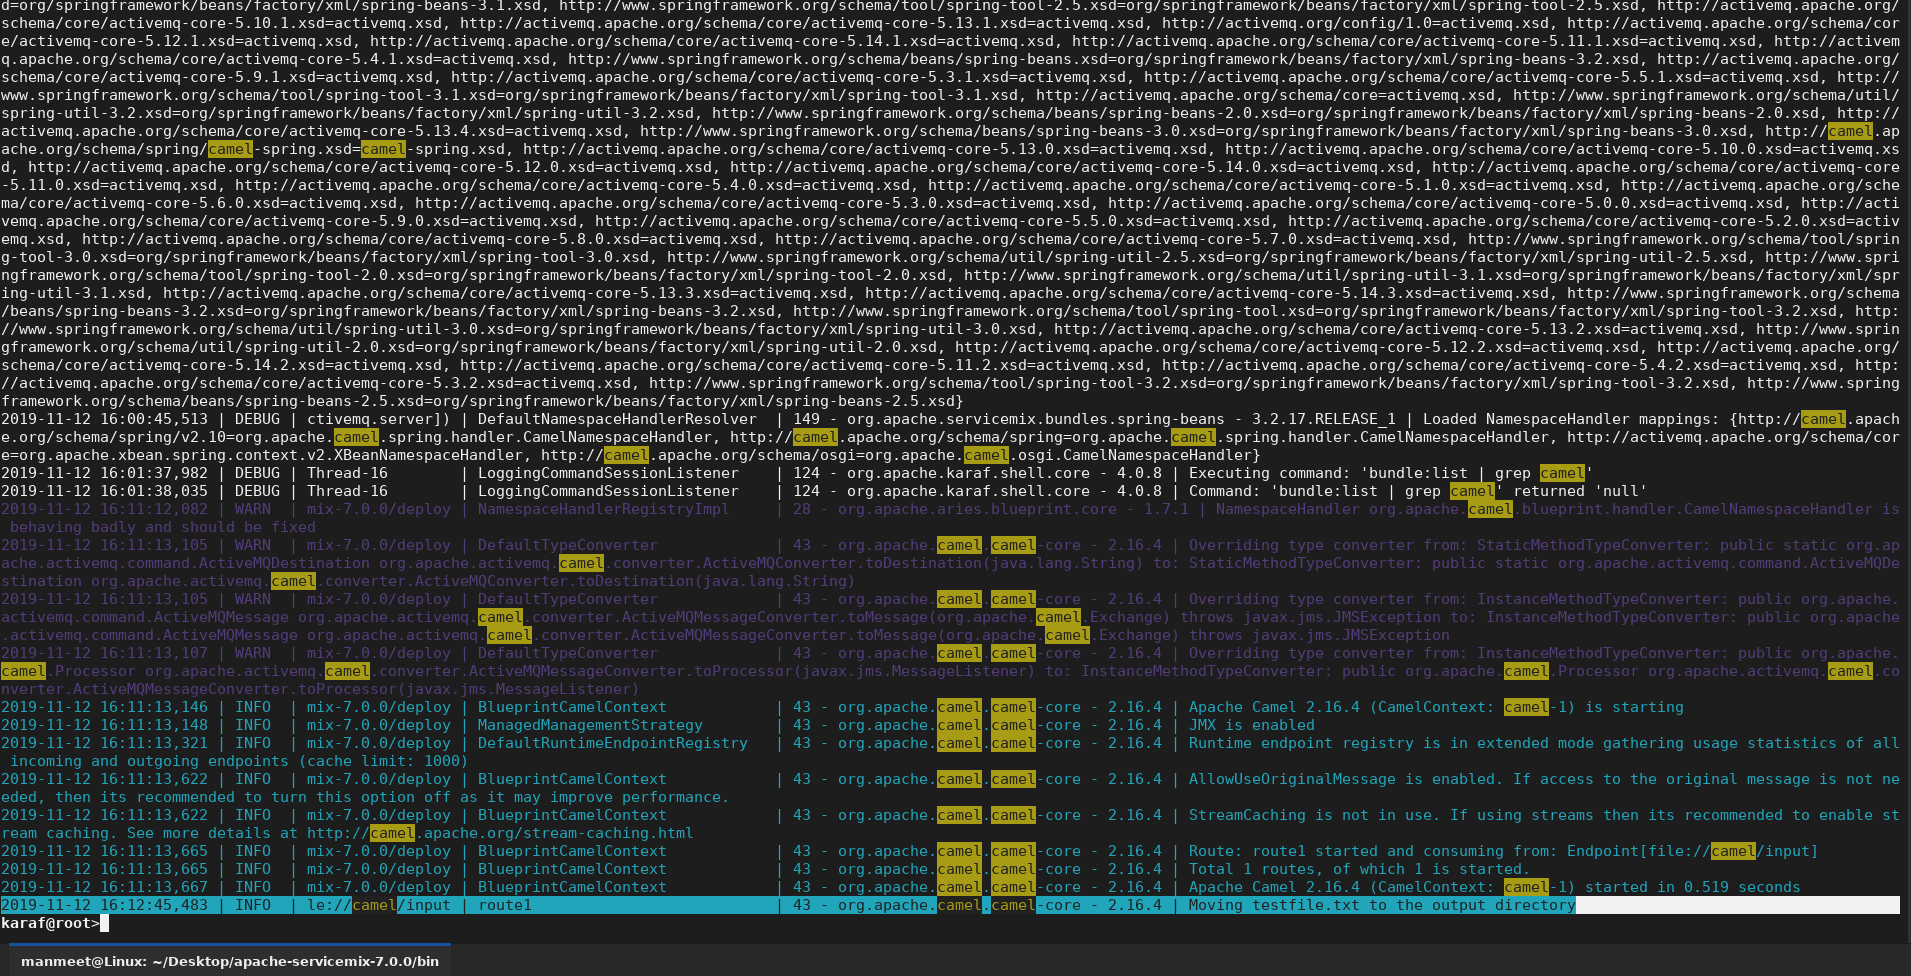 d=org/springframework/beans/factory/xml/spring-beans-3.1.xsd, http://www.springframework.org/schema/tool/spring-tool-2.5.xsd=org/springframework/beans/factory/xml/spring-tool-2.5.xsd, http://activemq.apache.org/
schema/core/activemq-core-5.10.1.xsd=activemq.xsd, http://activemq.apache.org/schema/core/activemq-core-5.13.1.xsd=activemq.xsd, http://activemq.org/config/1.0=activemq.xsd, http://activemq.apache.org/schema/cor
e/activemq-core-5.12.1.xsd=activemq.xsd, http://activemq.apache.org/schema/core/activemq-core-5.14.1.xsd=activemq.xsd, http://activemq.apache.org/schema/core/activemq-core-5.11.1.xsd=activemq.xsd, http://activem
q.apache.org/schema/core/activemq-core-5.4.1.xsd=activemq.xsd, http://www.springframework.org/schema/beans/spring-beans.xsd=org/springframework/beans/factory/xml/spring-beans-3.2.xsd, http://activemq.apache.org/
schema/core/activemq-core-5.9.1.xsd=activemq.xsd, http://activemq.apache.org/schema/core/activemq-core-5.3.1.xsd=activemq.xsd, http://activemq.apache.org/schema/core/activemq-core-5.5.1.xsd=activemq.xsd, http://
www.springframework.org/schema/tool/spring-tool-3.1.xsd=org/springframework/beans/factory/xml/spring-tool-3.1.xsd, http://activemq.apache.org/schema/core=activemq.xsd, http://www.springframework.org/schema/util/
spring-util-3.2.xsd=org/springframework/beans/factory/xml/spring-util-3.2.xsd, http://www.springframework.org/schema/beans/spring-beans-2.0.xsd=org/springframework/beans/factory/xml/spring-beans-2.0.xsd, http://
activemq.apache.org/schema/core/activemq-core-5.13.4.xsd=activemq.xsd, http://www.springframework.org/schema/beans/spring-beans-3.0.xsd=org/springframework/beans/factory/xml/spring-beans-3.0.xsd, http://camel.ap
ache.org/schema/spring/camel-spring.xsd=camel-spring.xsd, http://activemq.apache.org/schema/core/activemq-core-5.13.0.xsd=activemq.xsd, http://activemq.apache.org/schema/core/activemq-core-5.10.0.xsd=activemq.xs
d, http://activemq.apache.org/schema/core/activemq-core-5.12.0.xsd=activemq.xsd, http://activemq.apache.org/schema/core/activemq-core-5.14.0.xsd=activemq.xsd, http://activemq.apache.org/schema/core/activemq-core
-5.11.0.xsd=activemq.xsd, http://activemq.apache.org/schema/core/activemq-core-5.4.0.xsd=activemq.xsd, http://activemq.apache.org/schema/core/activemq-core-5.1.0.xsd=activemq.xsd, http://activemq.apache.org/sche
ma/core/activemq-core-5.6.0.xsd=activemq.xsd, http://activemq.apache.org/schema/core/activemq-core-5.3.0.xsd=activemq.xsd, http://activemq.apache.org/schema/core/activemq-core-5.0.0.xsd=activemq.xsd, http://acti
vemq.apache.org/schema/core/activemq-core-5.9.0.xsd=activemq.xsd, http://activemq.apache.org/schema/core/activemq-core-5.5.0.xsd=activemq.xsd, http://activemq.apache.org/schema/core/activemq-core-5.2.0.xsd=activ
emq.xsd, http://activemq.apache.org/schema/core/activemq-core-5.8.0.xsd=activemq.xsd, http://activemq.apache.org/schema/core/activemq-core-5.7.0.xsd=activemq.xsd, http://www.springframework.org/schema/tool/sprin
g-tool-3.0.xsd=org/springframework/beans/factory/xml/spring-tool-3.0.xsd, http://www.springframework.org/schema/util/spring-util-2.5.xsd=org/springframework/beans/factory/xml/spring-util-2.5.xsd, http://www.spri
ngframework.org/schema/tool/spring-tool-2.0.xsd=org/springframework/beans/factory/xml/spring-tool-2.0.xsd, http://www.springframework.org/schema/util/spring-util-3.1.xsd=org/springframework/beans/factory/xml/spr
ing-util-3.1.xsd, http://activemq.apache.org/schema/core/activemq-core-5.13.3.xsd=activemq.xsd, http://activemq.apache.org/schema/core/activemq-core-5.14.3.xsd=activemq.xsd, http://www.springframework.org/schema
/beans/spring-beans-3.2.xsd=org/springframework/beans/factory/xml/spring-beans-3.2.xsd, http://www.springframework.org/schema/tool/spring-tool.xsd=org/springframework/beans/factory/xml/spring-tool-3.2.xsd, http:
//www.springframework.org/schema/util/spring-util-3.0.xsd=org/springframework/beans/factory/xml/spring-util-3.0.xsd, http://activemq.apache.org/schema/core/activemq-core-5.13.2.xsd=activemq.xsd, http://www.sprin
gframework.org/schema/util/spring-util-2.0.xsd=org/springframework/beans/factory/xml/spring-util-2.0.xsd, http://activemq.apache.org/schema/core/activemq-core-5.12.2.xsd=activemq.xsd, http://activemq.apache.org/
schema/core/activemq-core-5.14.2.xsd=activemq.xsd, http://activemq.apache.org/schema/core/activemq-core-5.11.2.xsd=activemq.xsd, http://activemq.apache.org/schema/core/activemq-core-5.4.2.xsd=activemq.xsd, http:
//activemq.apache.org/schema/core/activemq-core-5.3.2.xsd=activemq.xsd, http://www.springframework.org/schema/tool/spring-tool-3.2.xsd=org/springframework/beans/factory/xml/spring-tool-3.2.xsd, http://www.spring
framework.org/schema/beans/spring-beans-2.5.xsd=org/springframework/beans/factory/xml/spring-beans-2.5.xsd}
2019-11-12 16:00:45,513 | DEBUG | ctivemq.server]) | DefaultNamespaceHandlerResolver  | 149 - org.apache.servicemix.bundles.spring-beans - 3.2.17.RELEASE_1 | Loaded NamespaceHandler mappings: {http://camel.apach
e.org/schema/spring/v2.10=org.apache.camel.spring.handler.CamelNamespaceHandler, http://camel.apache.org/schema/spring=org.apache.camel.spring.handler.CamelNamespaceHandler, http://activemq.apache.org/schema/cor
e=org.apache.xbean.spring.context.v2.XBeanNamespaceHandler, http://camel.apache.org/schema/osgi=org.apache.camel.osgi.CamelNamespaceHandler}
2019-11-12 16:01:37,982 | DEBUG | Thread-16        | LoggingCommandSessionListener    | 124 - org.apache.karaf.shell.core - 4.0.8 | Executing command: 'bundle:list | grep camel'
2019-11-12 16:01:38,035 | DEBUG | Thread-16        | LoggingCommandSessionListener    | 124 - org.apache.karaf.shell.core - 4.0.8 | Command: 'bundle:list | grep camel' returned 'null'
2019-11-12 16:11:12,082 | WARN  | mix-7.0.0/deploy | NamespaceHandlerRegistryImpl     | 28 - org.apache.aries.blueprint.core - 1.7.1 | NamespaceHandler org.apache.camel.blueprint.handler.CamelNamespaceHandler is
 behaving badly and should be fixed
2019-11-12 16:11:13,105 | WARN  | mix-7.0.0/deploy | DefaultTypeConverter             | 43 - org.apache.camel.camel-core - 2.16.4 | Overriding type converter from: StaticMethodTypeConverter: public static org.ap
ache.activemq.command.ActiveMQDestination org.apache.activemq.camel.converter.ActiveMQConverter.toDestination(java.lang.String) to: StaticMethodTypeConverter: public static org.apache.activemq.command.ActiveMQDe
stination org.apache.activemq.camel.converter.ActiveMQConverter.toDestination(java.lang.String)
2019-11-12 16:11:13,105 | WARN  | mix-7.0.0/deploy | DefaultTypeConverter             | 43 - org.apache.camel.camel-core - 2.16.4 | Overriding type converter from: InstanceMethodTypeConverter: public org.apache.
activemq.command.ActiveMQMessage org.apache.activemq.camel.converter.ActiveMQMessageConverter.toMessage(org.apache.camel.Exchange) throws javax.jms.JMSException to: InstanceMethodTypeConverter: public org.apache
.activemq.command.ActiveMQMessage org.apache.activemq.camel.converter.ActiveMQMessageConverter.toMessage(org.apache.camel.Exchange) throws javax.jms.JMSException
2019-11-12 16:11:13,107 | WARN  | mix-7.0.0/deploy | DefaultTypeConverter             | 43 - org.apache.camel.camel-core - 2.16.4 | Overriding type converter from: InstanceMethodTypeConverter: public org.apache.
camel.Processor org.apache.activemq.camel.converter.ActiveMQMessageConverter.toProcessor(javax.jms.MessageListener) to: InstanceMethodTypeConverter: public org.apache.camel.Processor org.apache.activemq.camel.co
nverter.ActiveMQMessageConverter.toProcessor(javax.jms.MessageListener)
2019-11-12 16:11:13,146 | INFO  | mix-7.0.0/deploy | BlueprintCamelContext            | 43 - org.apache.camel.camel-core - 2.16.4 | Apache Camel 2.16.4 (CamelContext: camel-1) is starting
2019-11-12 16:11:13,148 | INFO  | mix-7.0.0/deploy | ManagedManagementStrategy        | 43 - org.apache.camel.camel-core - 2.16.4 | JMX is enabled
2019-11-12 16:11:13,321 | INFO  | mix-7.0.0/deploy | DefaultRuntimeEndpointRegistry   | 43 - org.apache.camel.camel-core - 2.16.4 | Runtime endpoint registry is in extended mode gathering usage statistics of all
 incoming and outgoing endpoints (cache limit: 1000)
2019-11-12 16:11:13,622 | INFO  | mix-7.0.0/deploy | BlueprintCamelContext            | 43 - org.apache.camel.camel-core - 2.16.4 | AllowUseOriginalMessage is enabled. If access to the original message is not ne
eded, then its recommended to turn this option off as it may improve performance.
2019-11-12 16:11:13,622 | INFO  | mix-7.0.0/deploy | BlueprintCamelContext            | 43 - org.apache.camel.camel-core - 2.16.4 | StreamCaching is not in use. If using streams then its recommended to enable st
ream caching. See more details at http://camel.apache.org/stream-caching.html
2019-11-12 16:11:13,665 | INFO  | mix-7.0.0/deploy | BlueprintCamelContext            | 43 - org.apache.camel.camel-core - 2.16.4 | Route: route1 started and consuming from: Endpoint[file://camel/input]
2019-11-12 16:11:13,665 | INFO  | mix-7.0.0/deploy | BlueprintCamelContext            | 43 - org.apache.camel.camel-core - 2.16.4 | Total 1 routes, of which 1 is started.
2019-11-12 16:11:13,667 | INFO  | mix-7.0.0/deploy | BlueprintCamelContext            | 43 - org.apache.camel.camel-core - 2.16.4 | Apache Camel 2.16.4 (CamelContext: camel-1) started in 0.519 seconds
2019-11-12 16:12:45,483 | INFO  | le://camel/input | route1                           | 43 - org.apache.camel.camel-core - 2.16.4 | Moving testfile.txt to the output directory
karaf@root>
manmeet@Linux: ~/Desktop/apache-servicemix-7.0.0/bin